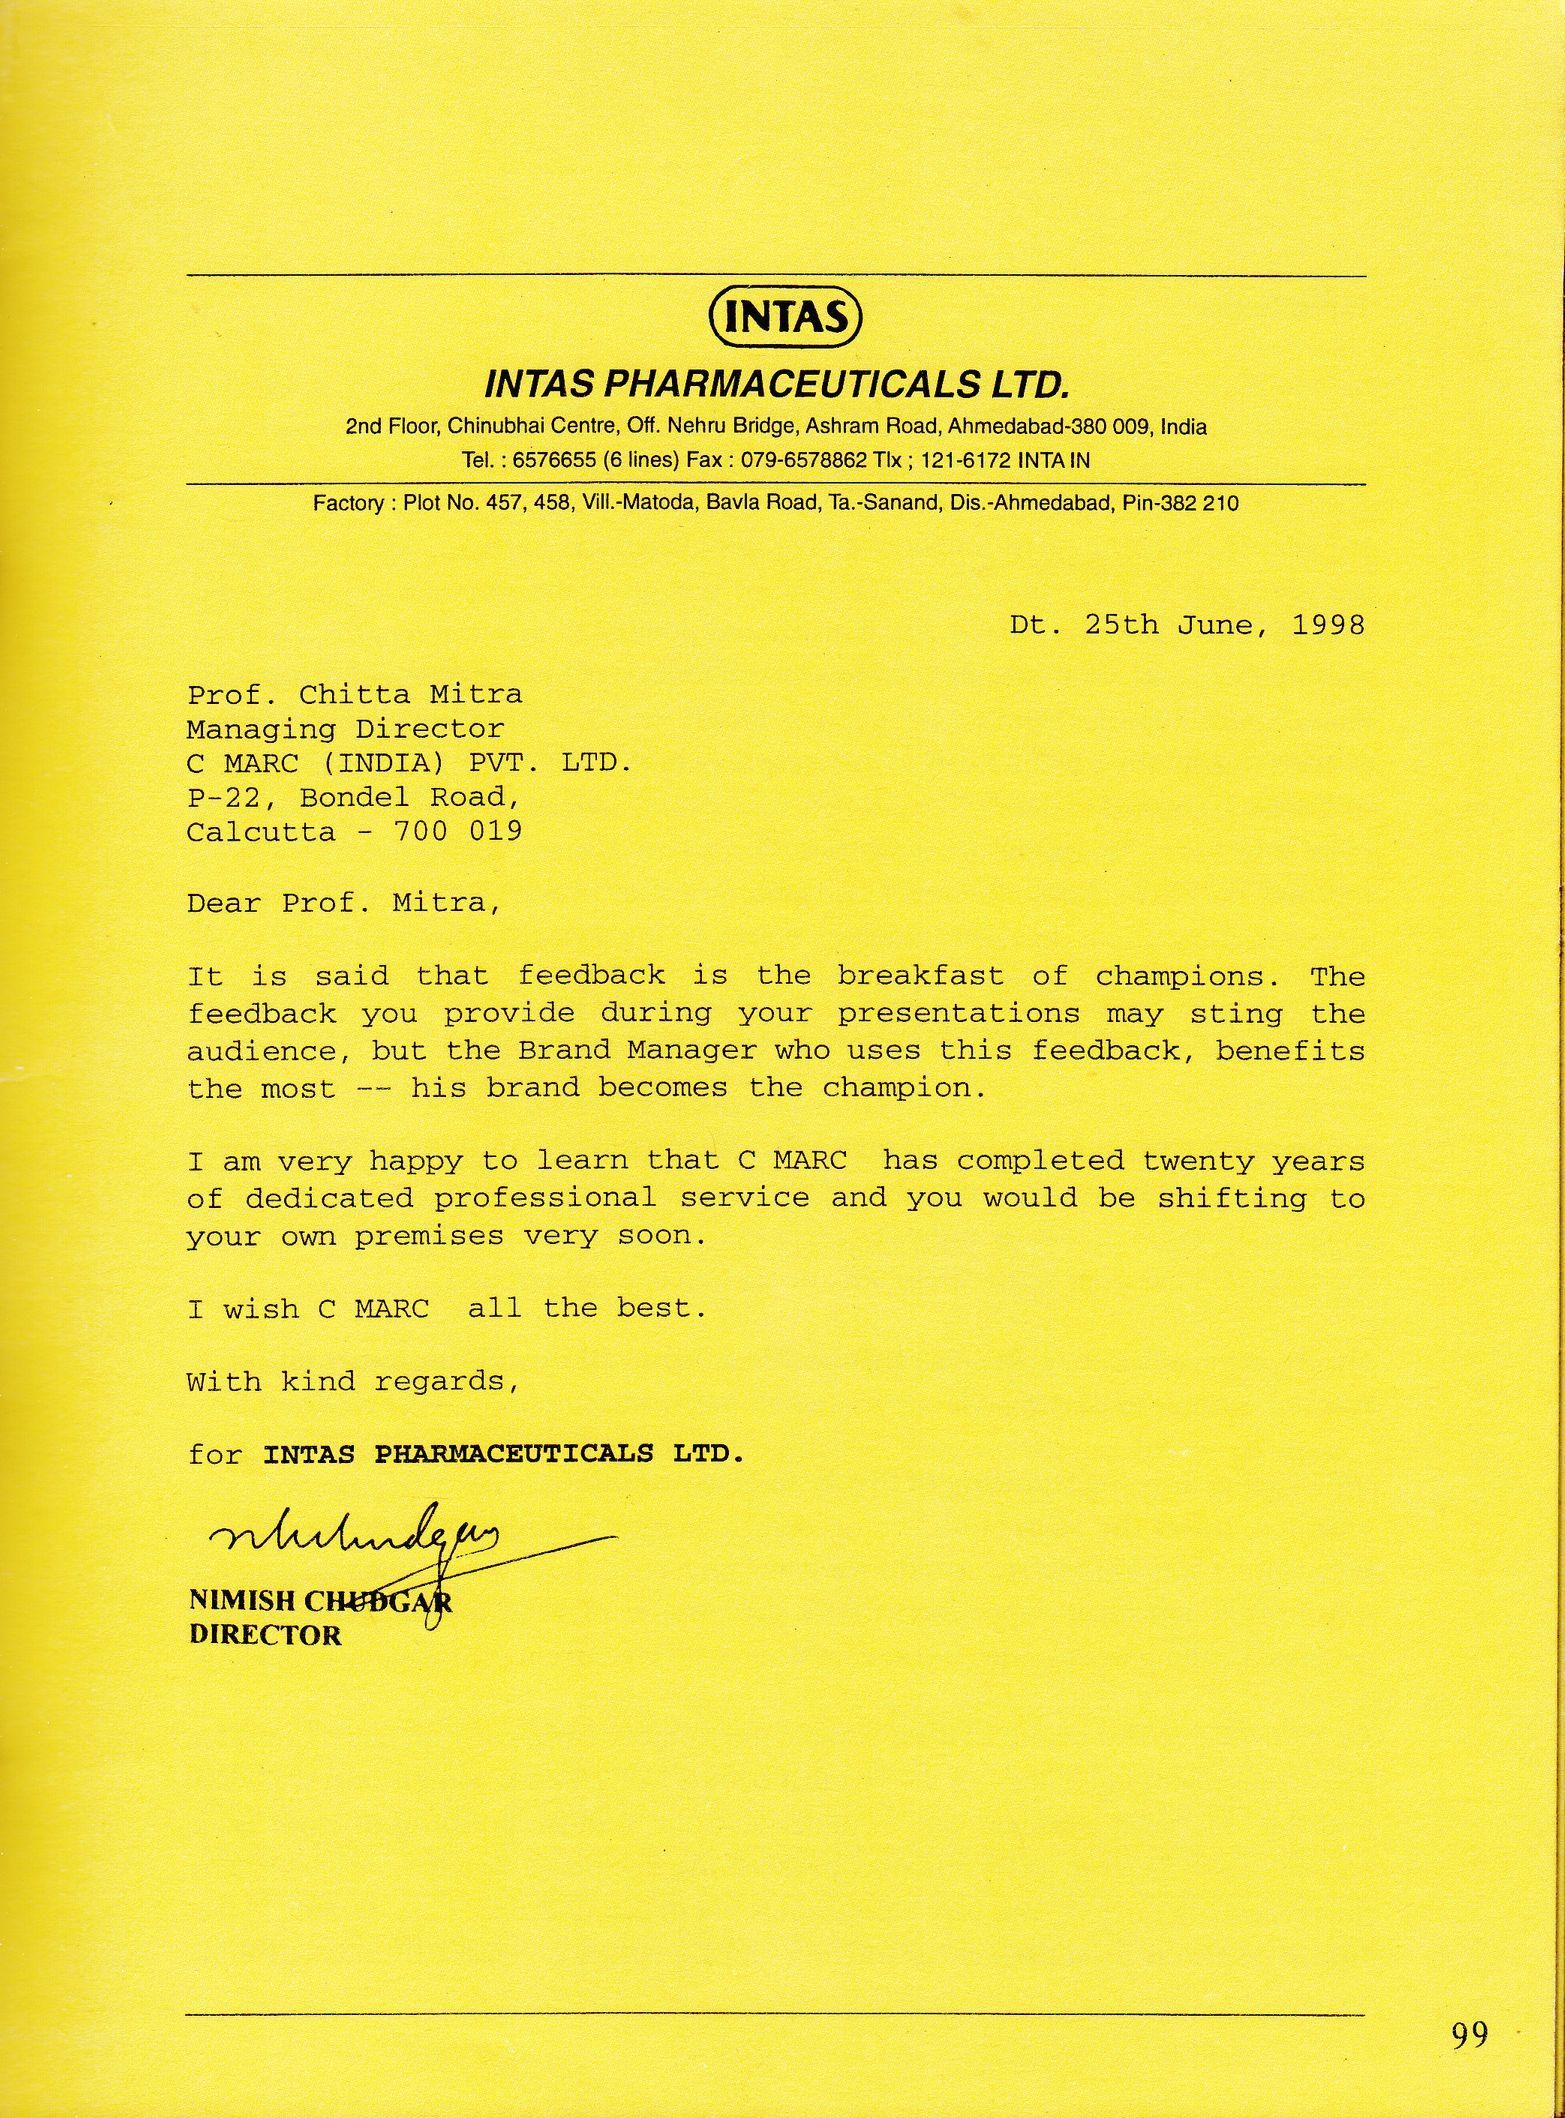 INTAS
INTAS PHARMACEUTICALS LTD.
2nd Floor, Chinubhai Centre, Off. Nehru Bridge, Ashram Road, Ahmedabad-380 009, India
Tel. : 6576655 (6 lines) Fax : 079-6578862 Tlx ; 121-6172 INTA IN
Factory : Plot No. 457, 458, Vill.-Matoda, Bavla Road, Ta.-Sanand, Dis.-Ahmedabad, Pin-382 210
Dt. 25th June, 1998
Prof. Chitta Mitra
Managing Director
C MARC (INDIA) PVT. LTD.
P-22, Bondel Road,
Calcutta - 700 019
Dear Prof. Mitra,
It is said that feedback is the breakfast of champions. The
feedback you provide during your presentations may sting the
audience, but the Brand Manager who uses this feedback, benefits
the most -- his brand becomes the champion.
I am very happy to learn that C MARC has completed twenty years
of dedicated professional service and you would be shifting to
your own premises very soon.
I wish C MARC all the best.
With kind regards,
for INTAS PHARMACEUTICALS LTD.
NIMISH CHUDGAR
DIRECTOR
99